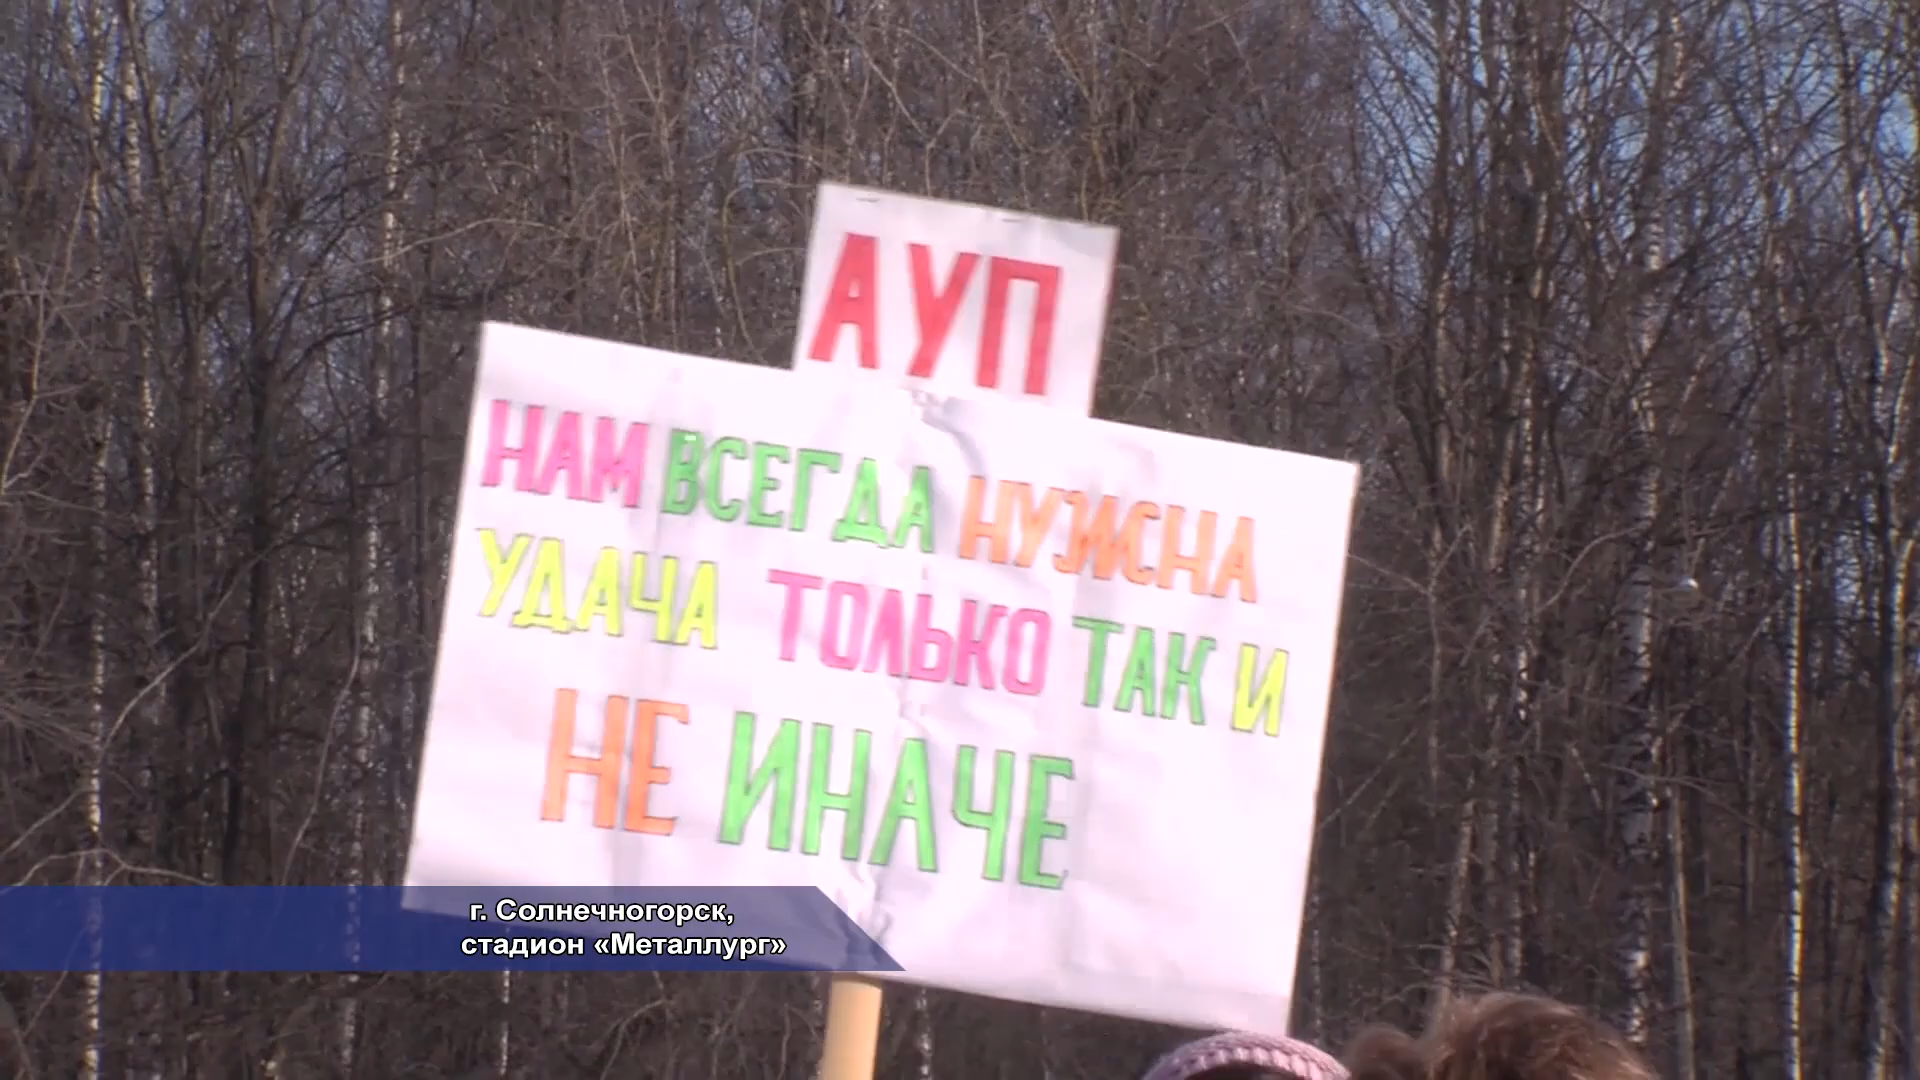 АУП
НАМ ВСЕГДА НУЖНА
УДАЧА ТОЛЬКО ТАК И
НЕ ИНАЧЕ
г. Солнечногорск,
стадион «Металлург»